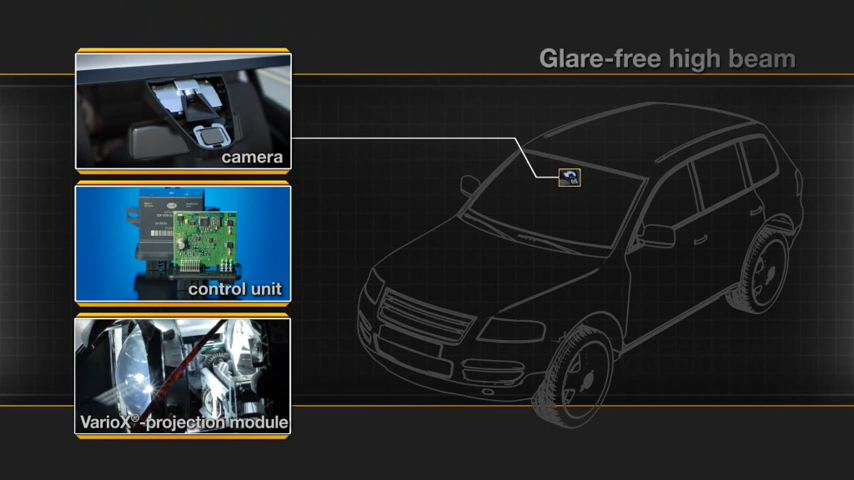 Glare-free high beam
camera
control unit
VarioX®-projection module